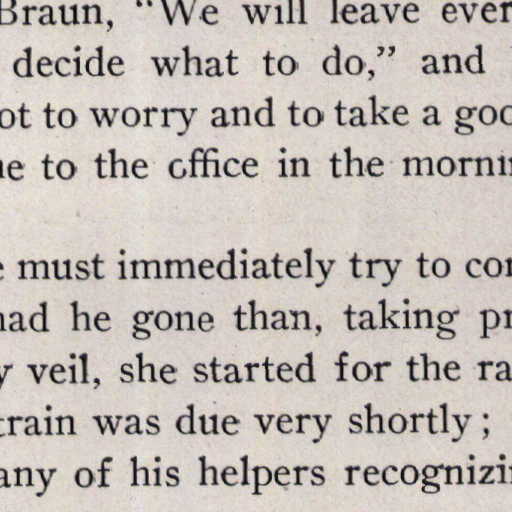 Braun, “We will leave ever
decide what to do,” and
ot to worry and to take a goo
e to the office in the mornin
must immediately try to con
had he gone than, taking pr
y veil, she started for the ra
train was due very shortly;
any of his helpers recognizin